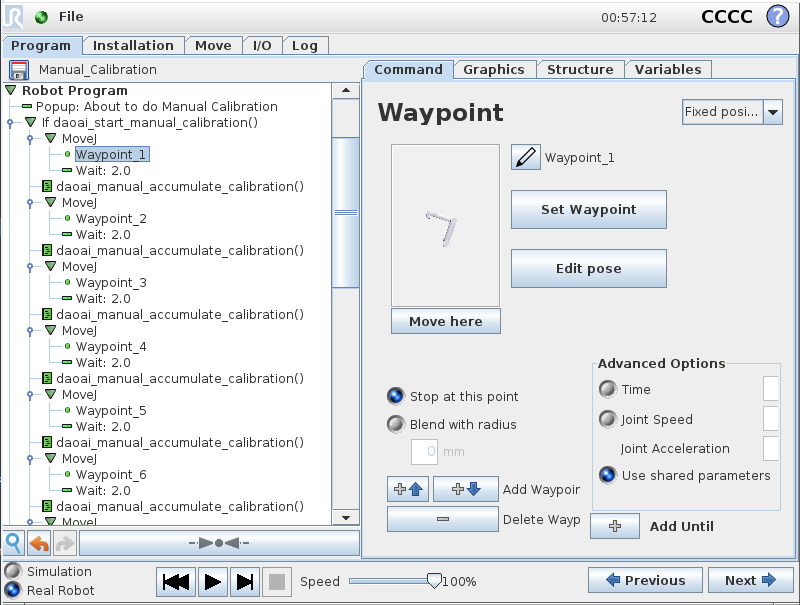 File
00:57:12
CCCC
?
Program
Installation
Move
I/O
Log
Manual_Calibration
Command
Graphics
Structure
Variables
Robot Program
Popup: About to do Manual Calibration
If daoai_start_manual_calibration()
MoveJ
Waypoint_1
Wait: 2.0
daoai_manual_accumulate_calibration()
MoveJ
Waypoint_2
Wait: 2.0
daoai_manual_accumulate_calibration()
MoveJ
Waypoint_3
Wait: 2.0
daoai_manual_accumulate_calibration()
MoveJ
Waypoint_4
Wait: 2.0
daoai_manual_accumulate_calibration()
MoveJ
Waypoint_5
Wait: 2.0
daoai_manual_accumulate_calibration()
MoveJ
Waypoint_6
Wait: 2.0
daoai_manual_accumulate_calibration()
MoveJ
Waypoint
Fixed posi...
Waypoint_1
Set Waypoint
Edit pose
Move here
Stop at this point
Blend with radius
0 mm
Add Waypoir
Delete Wayp
Advanced Options
Time
Joint Speed
Joint Acceleration
Use shared parameters
Add Until
Simulation
Real Robot
Speed
100%
Previous
Next